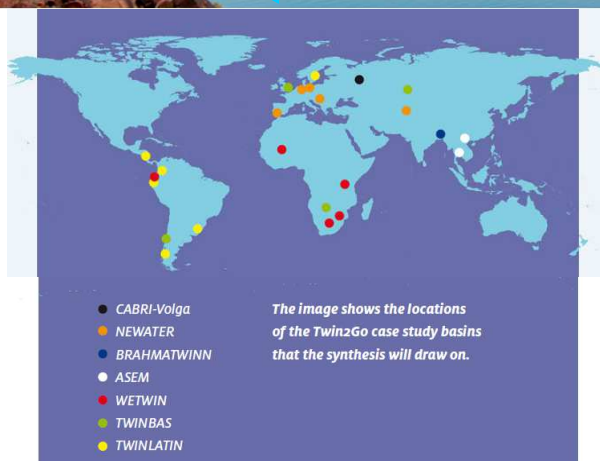 CABRI-Volga
NEWATER
BRAHMATWINN
ASEM
WETWIN
TWINBAS
TWINLATIN
The image shows the locations
of the Twin2Go case study basins
that the synthesis will draw on.